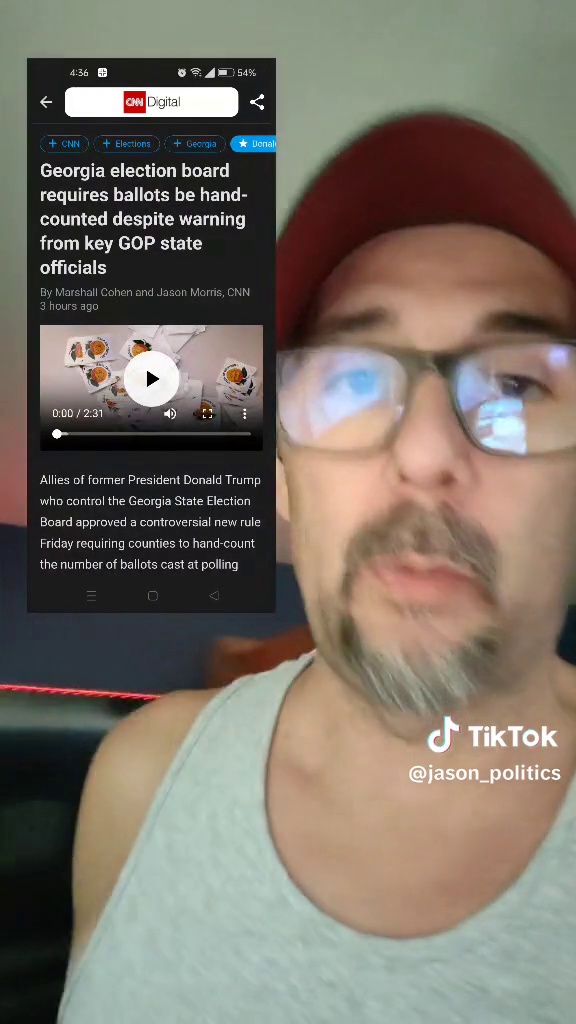 4:36
54%
CNN Digital
+ CNN
+ Elections
+ Georgia
★ Donal
Georgia election board
requires ballots be hand-
counted despite warning
from key GOP state
officials
By Marshall Cohen and Jason Morris, CNN
3 hours ago
0:00 / 2:31
Allies of former President Donald Trump
who control the Georgia State Election
Board approved a controversial new rule
Friday requiring counties to hand-count
the number of ballots cast at polling
TikTok
@jason_politics